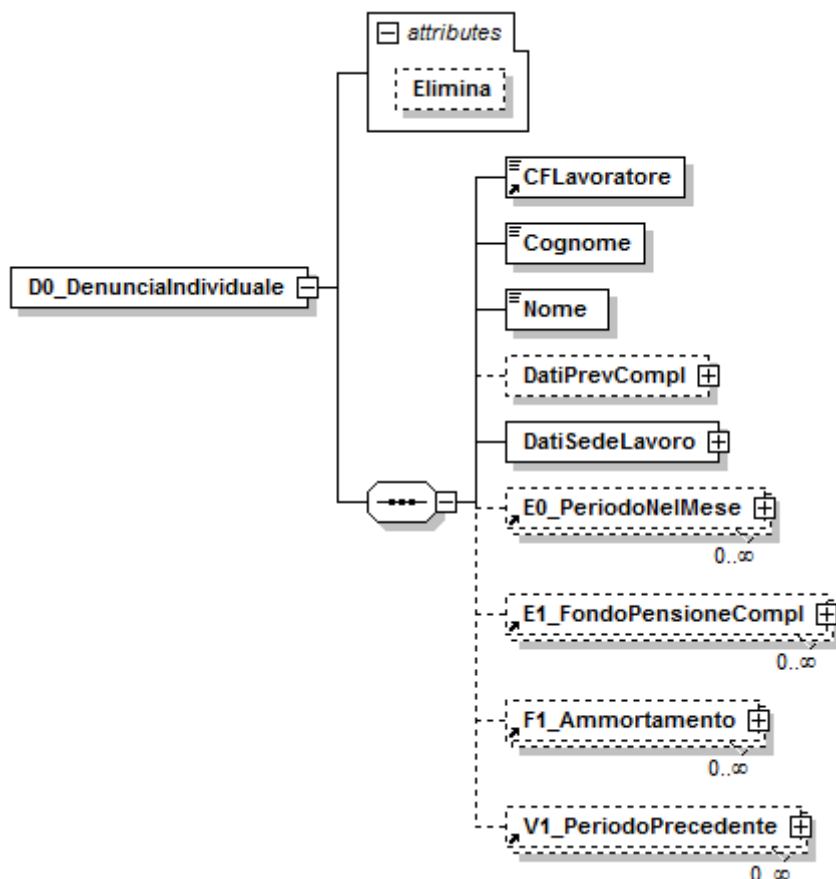 attributes
Elimina
D0_DenunciaIndividuale
CFLavoratore
Cognome
Nome
DatiPrevCompl
DatiSedeLavoro
E0_PeriodoNelMese
0..∞
E1_FondoPensioneCompl
0..∞
F1_Ammortamento
0..∞
V1_PeriodoPrecedente
0..∞